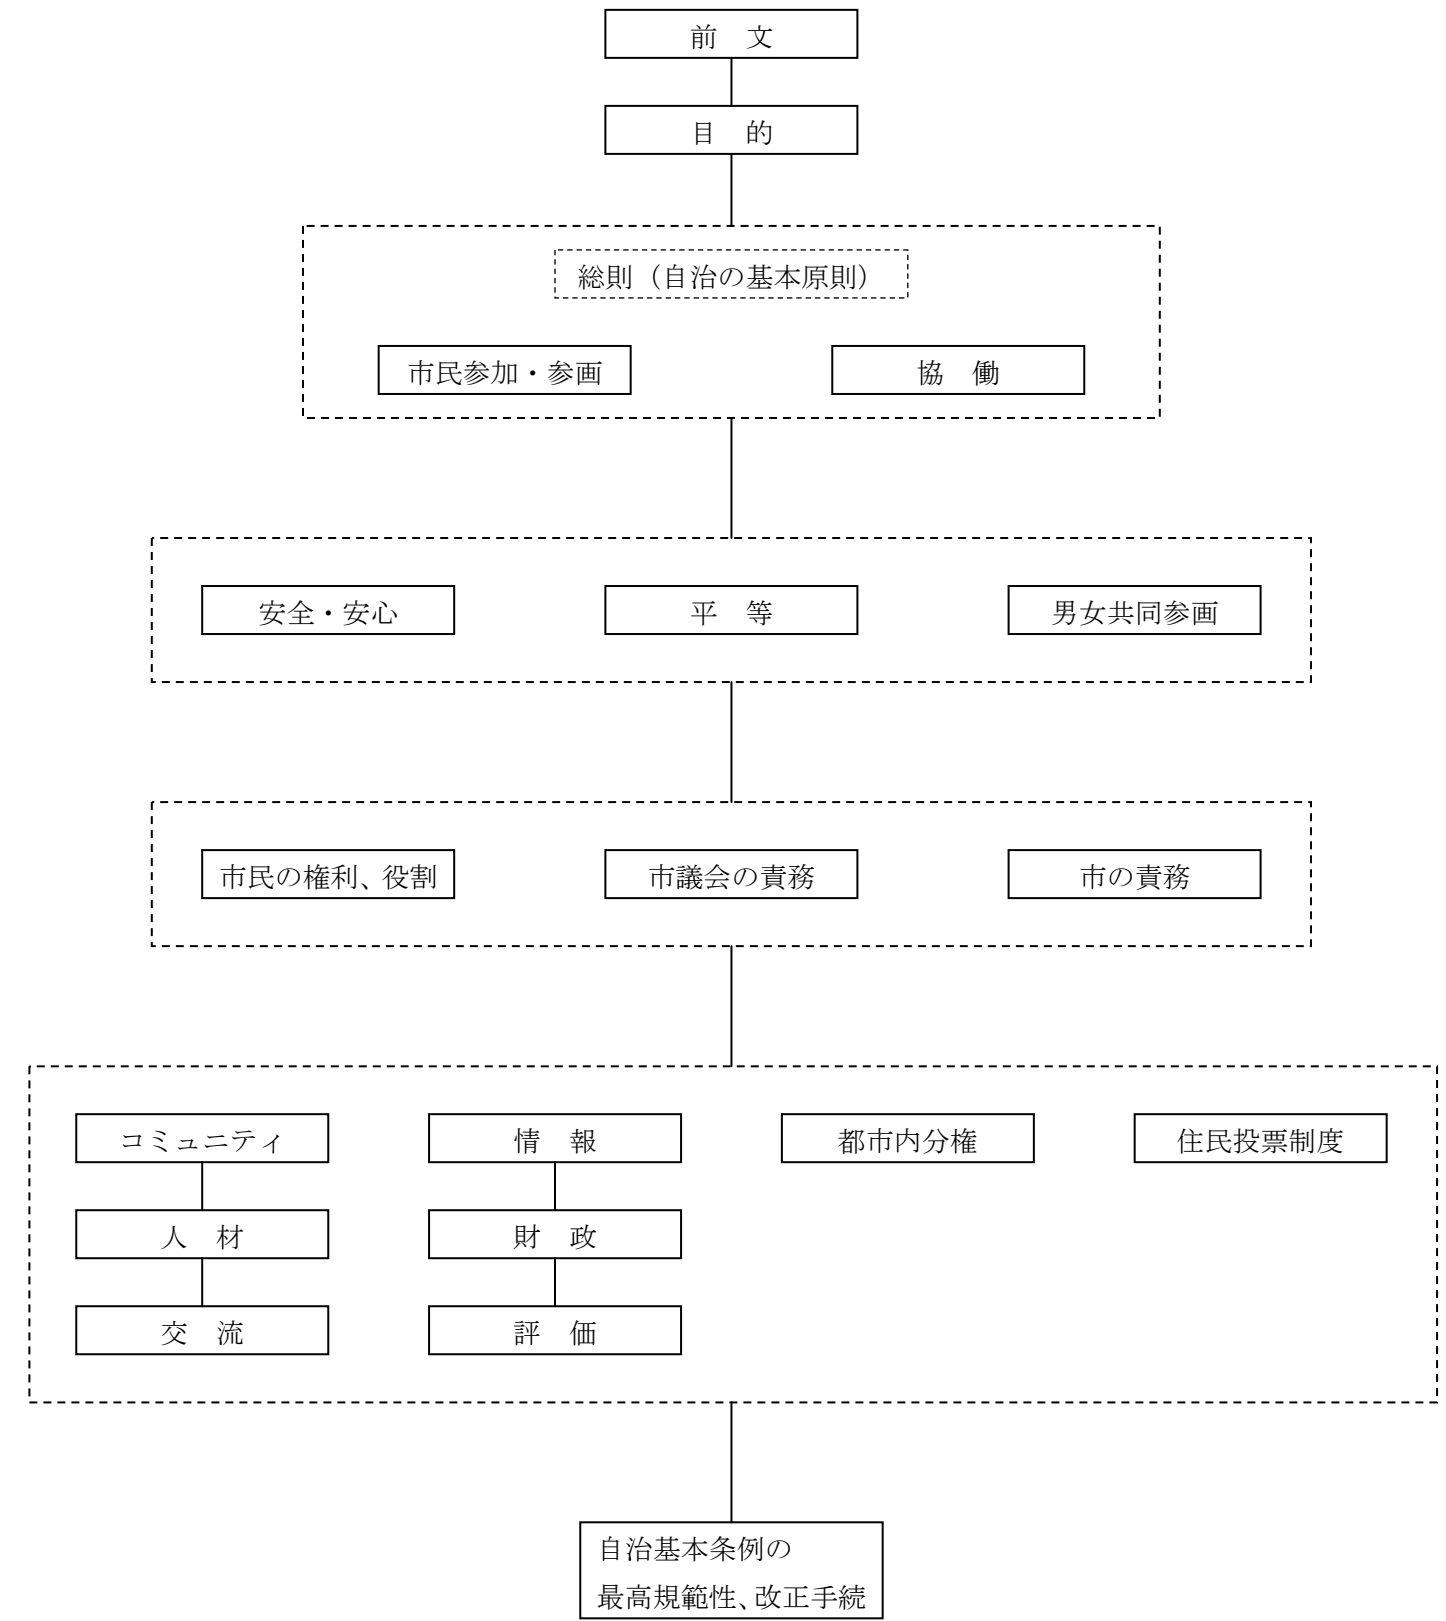 前　文
目　的
総則（自治の基本原則）
市民参加・参画
協　働
安全・安心
平　等
男女共同参画
市民の権利、役割
市議会の責務
市の責務
コミュニティ
情　報
都市内分権
住民投票制度
人　材
財　政
交　流
評　価
自治基本条例の
最高規範性、改正手続